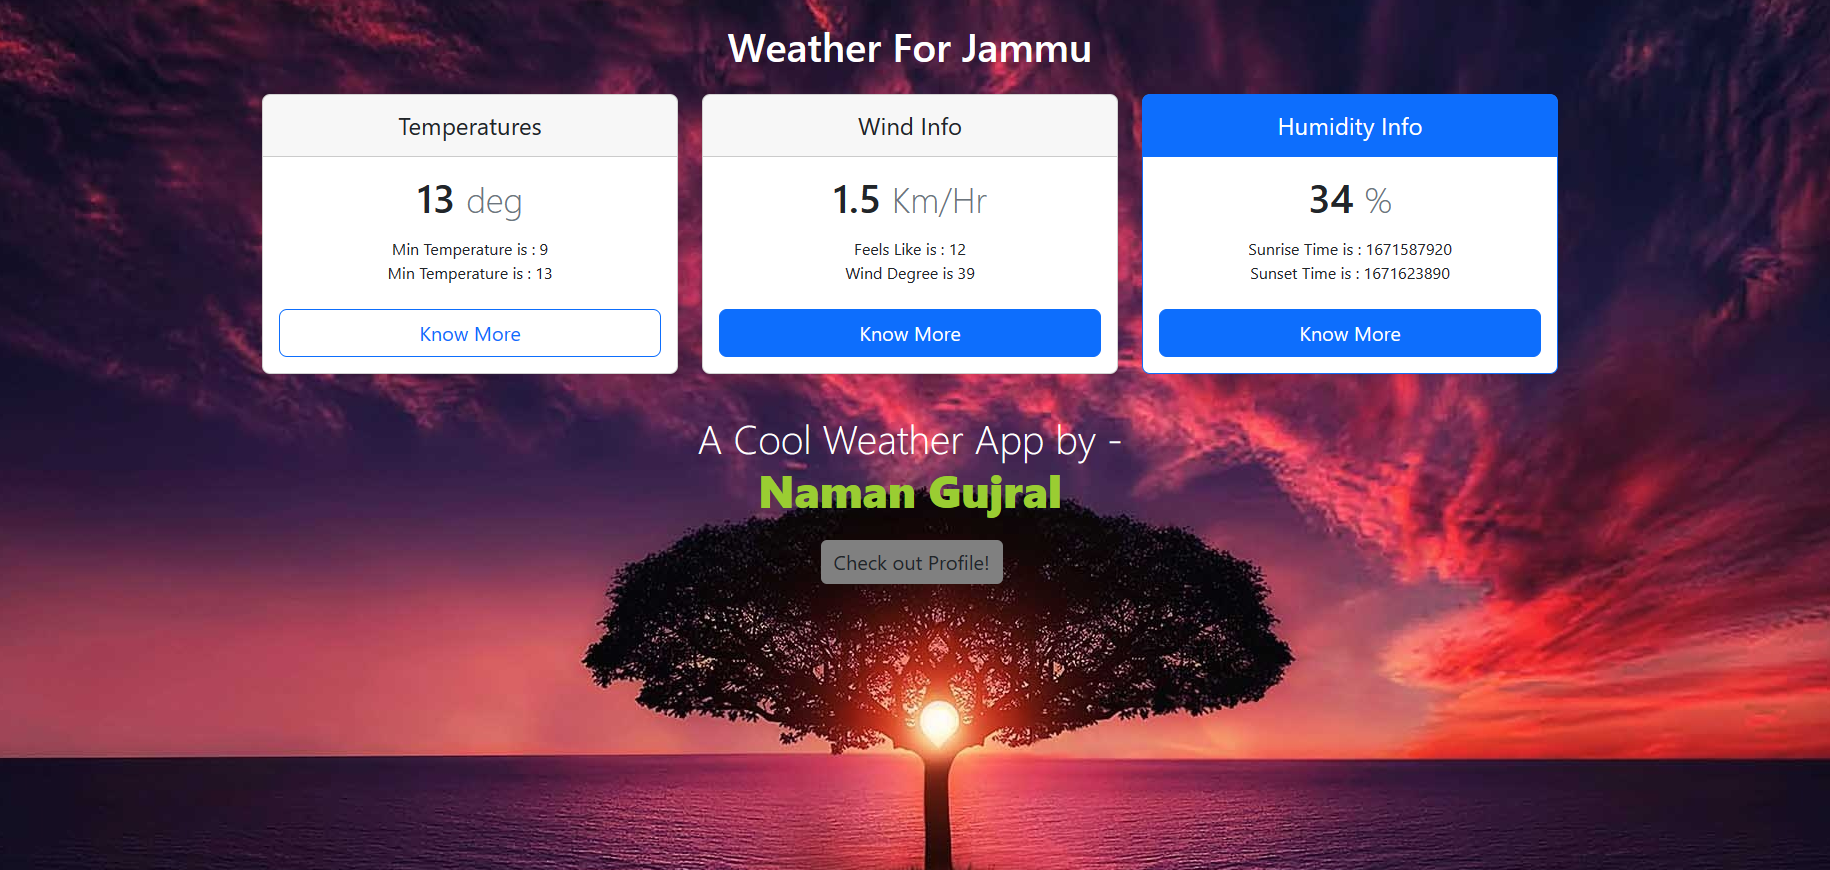 Weather For Jammu
Temperatures
13 deg
Min Temperature is : 9
Min Temperature is : 13
Know More
Wind Info
1.5 Km/Hr
Feels Like is : 12
Wind Degree is 39
Know More
Humidity Info
34 %
Sunrise Time is : 1671587920
Sunset Time is : 1671623890
Know More
A Cool Weather App by -
Naman Gujral
Check out Profile!